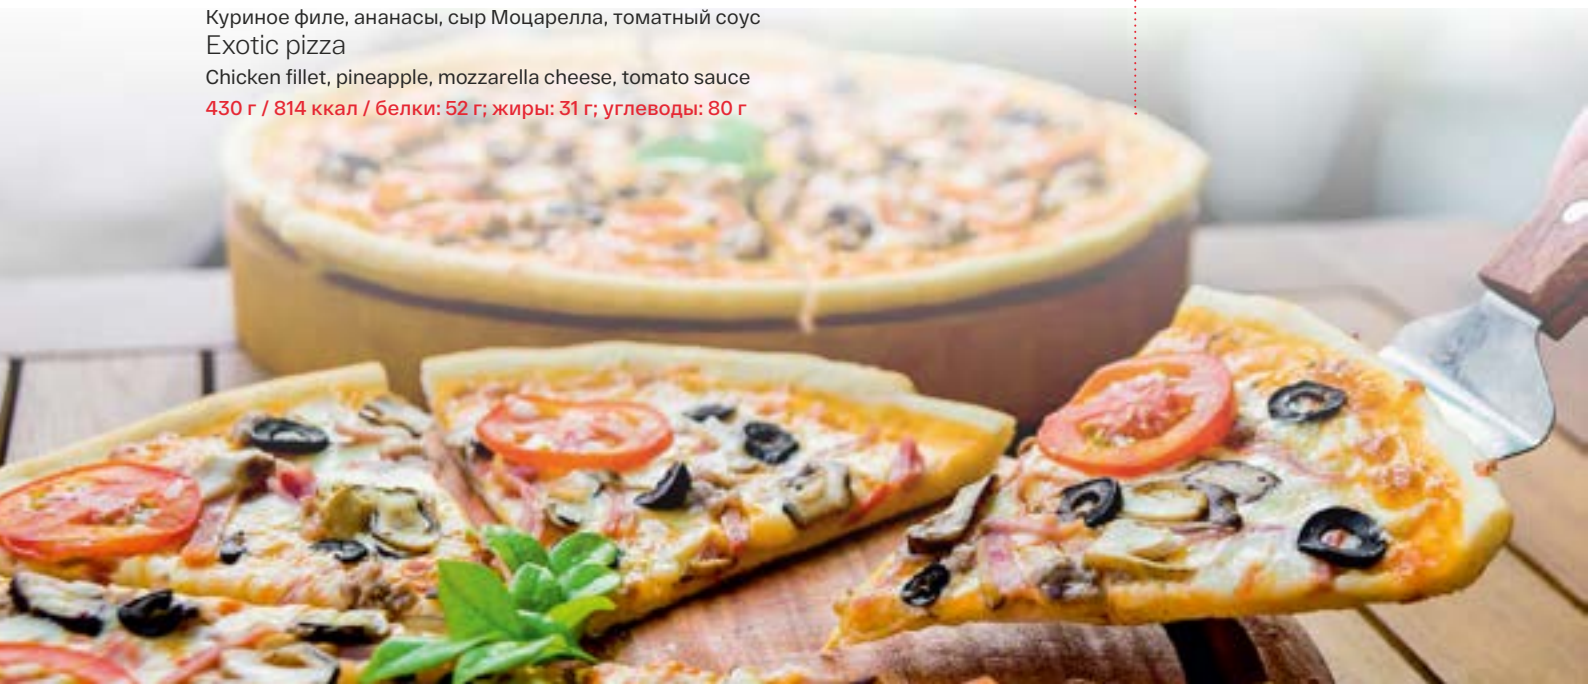 Куриное филе, ананасы, сыр Моцарелла, томатный соус
Exotic pizza
Chicken fillet, pineapple, mozzarella cheese, tomato sauce
430 г / 814 ккал / белки: 52 г; жиры: 31 г; углеводы: 80 г